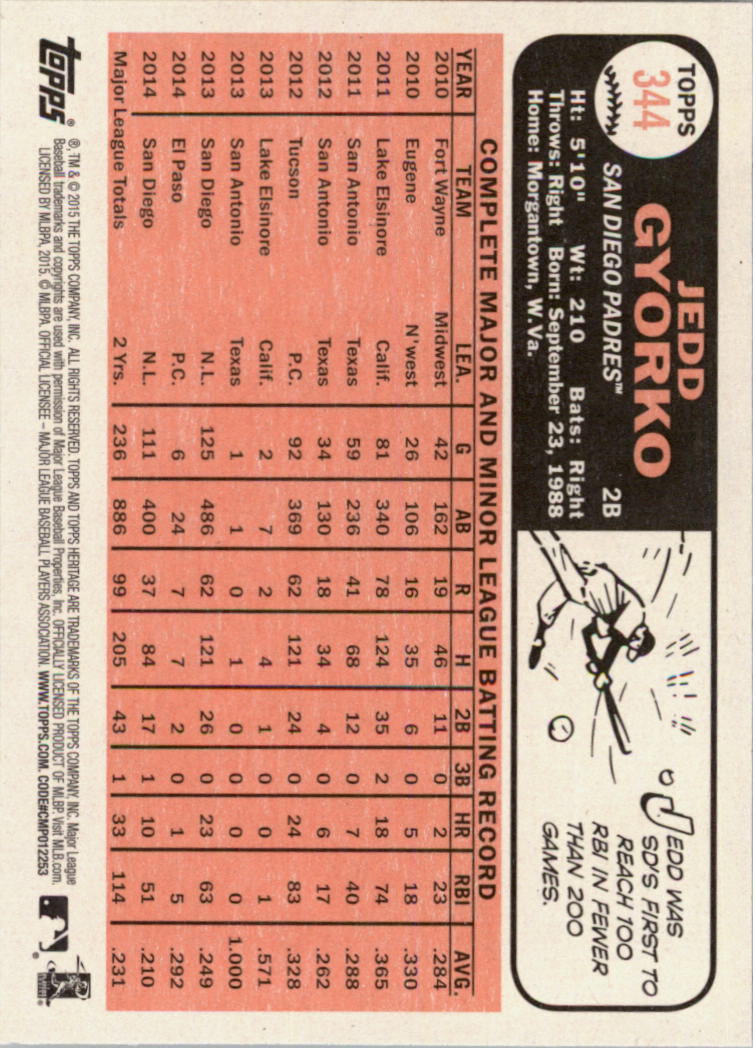 TOPPS
344
JEDD
GYORKO
SAN DIEGO PADRES™ 2B
Ht: 5'10" Wt: 210 Bats: Right
Throws: Right Born: September 23, 1988
Home: Morgantown, W.Va.
JEDD WAS
SD'S FIRST TO
REACH 100
RBI IN FEWER
THAN 200
GAMES.
COMPLETE MAJOR AND MINOR LEAGUE BATTING RECORD
YEAR TEAM LEA. G AB R H 2B 3B HR RBI AVG.
2010 Fort Wayne Midwest 42 162 19 46 11 0 2 23 .284
2010 Eugene N'west 26 106 16 35 6 0 5 18 .330
2011 Lake Elsinore Calif. 81 340 78 124 35 2 18 74 .365
2011 San Antonio Texas 59 236 41 68 12 0 7 40 .288
2012 San Antonio Texas 34 130 18 34 4 0 6 17 .262
2012 Tucson P.C. 92 369 62 121 24 0 24 83 .328
2013 Lake Elsinore Calif. 2 7 2 4 1 0 0 1 .571
2013 San Antonio Texas 1 1 0 1 0 0 0 0 1.000
2013 San Diego N.L. 125 486 62 121 26 0 23 63 .249
2014 El Paso P.C. 6 24 7 7 2 0 1 5 .292
2014 San Diego N.L. 111 400 37 84 17 1 10 51 .210
Major League Totals 2 Yrs. 236 886 99 205 43 1 33 114 .231
topps®
®, TM & © 2015 THE TOPPS COMPANY, INC. ALL RIGHTS RESERVED. TOPPS AND TOPPS HERITAGE ARE TRADEMARKS OF THE TOPPS COMPANY, INC. Major League
Baseball trademarks and copyrights are used with permission of Major League Baseball Properties, Inc. OFFICIALLY LICENSED PRODUCT OF MLBP. Visit MLB.com.
LICENSED BY MLBPA, 2015. © MLBPA. OFFICIAL LICENSEE – MAJOR LEAGUE BASEBALL PLAYERS ASSOCIATION. WWW.TOPPS.COM. CODE#CMP012253